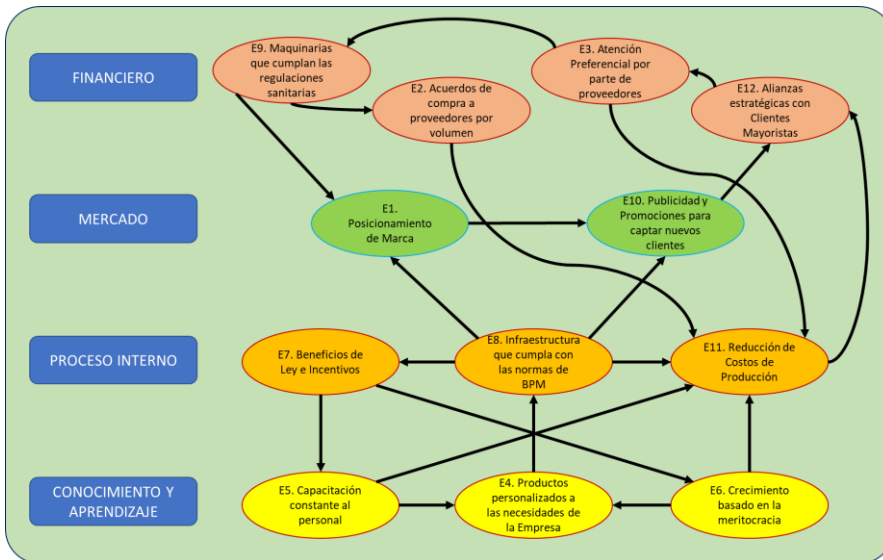 FINANCIERO
E9. Maquinarias
que cumplan las
regulaciones
sanitarias
E2. Acuerdos de
compra a
proveedores por
volumen
E3. Atención
Preferencial por
parte de
proveedores
E12. Alianzas
estratégicas con
Clientes
Mayoristas
MERCADO
E1.
Posicionamiento
de Marca
E10. Publicidad y
Promociones para
captar nuevos
clientes
PROCESO INTERNO
E7. Beneficios de
Ley e Incentivos
E8. Infraestructura
que cumpla con
las normas de
BPM
E11. Reducción de
Costos de
Producción
CONOCIMIENTO Y
APRENDIZAJE
E5. Capacitación
constante al
personal
E4. Productos
personalizados a
las necesidades de
la Empresa
E6. Crecimiento
basado en la
meritocracia